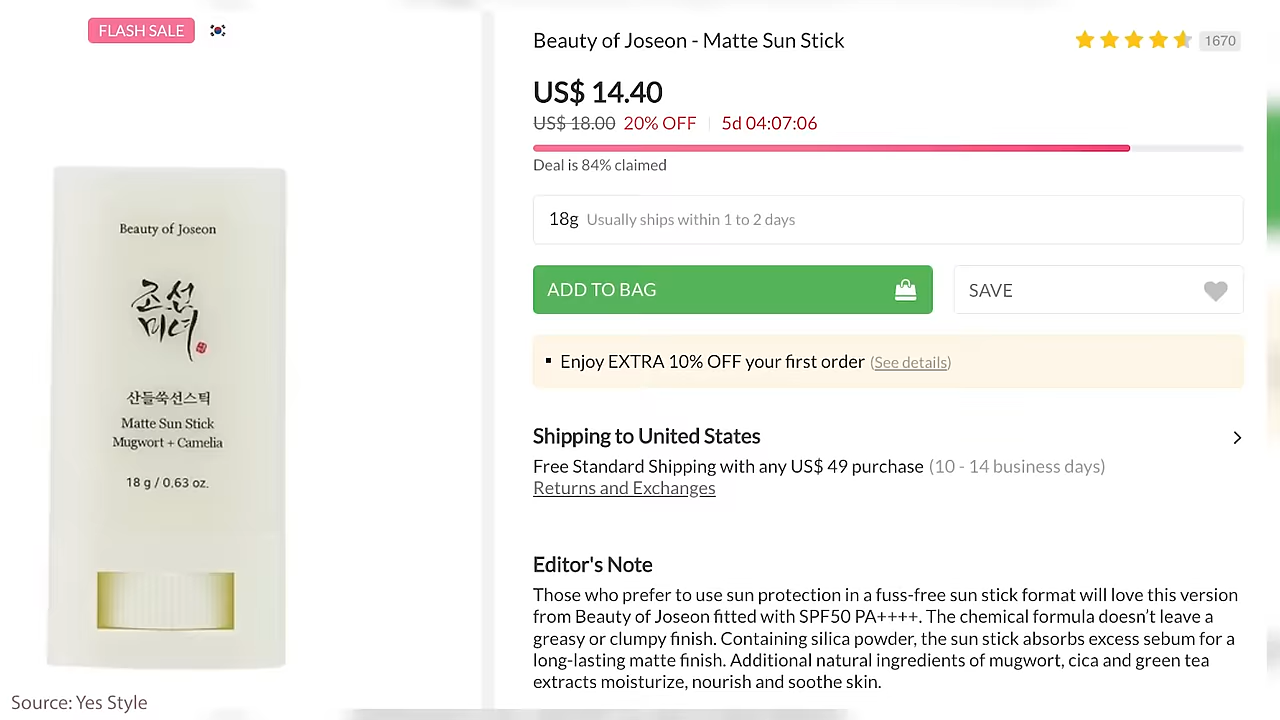 FLASH SALE
Beauty of Joseon
조선
미녀
산들쑥선스틱
Matte Sun Stick
Mugwort + Camelia
18 g / 0.63 oz.
Source: Yes Style
Beauty of Joseon - Matte Sun Stick
1670
US$ 14.40
US$ 18.00 20% OFF 5d 04:07:06
Deal is 84% claimed
18g Usually ships within 1 to 2 days
ADD TO BAG
SAVE
Enjoy EXTRA 10% OFF your first order (See details)
Shipping to United States
Free Standard Shipping with any US$ 49 purchase (10 - 14 business days)
Returns and Exchanges
Editor's Note
Those who prefer to use sun protection in a fuss-free sun stick format will love this version
from Beauty of Joseon fitted with SPF50 PA++++. The chemical formula doesn’t leave a
greasy or clumpy finish. Containing silica powder, the sun stick absorbs excess sebum for a
long-lasting matte finish. Additional natural ingredients of mugwort, cica and green tea
extracts moisturize, nourish and soothe skin.